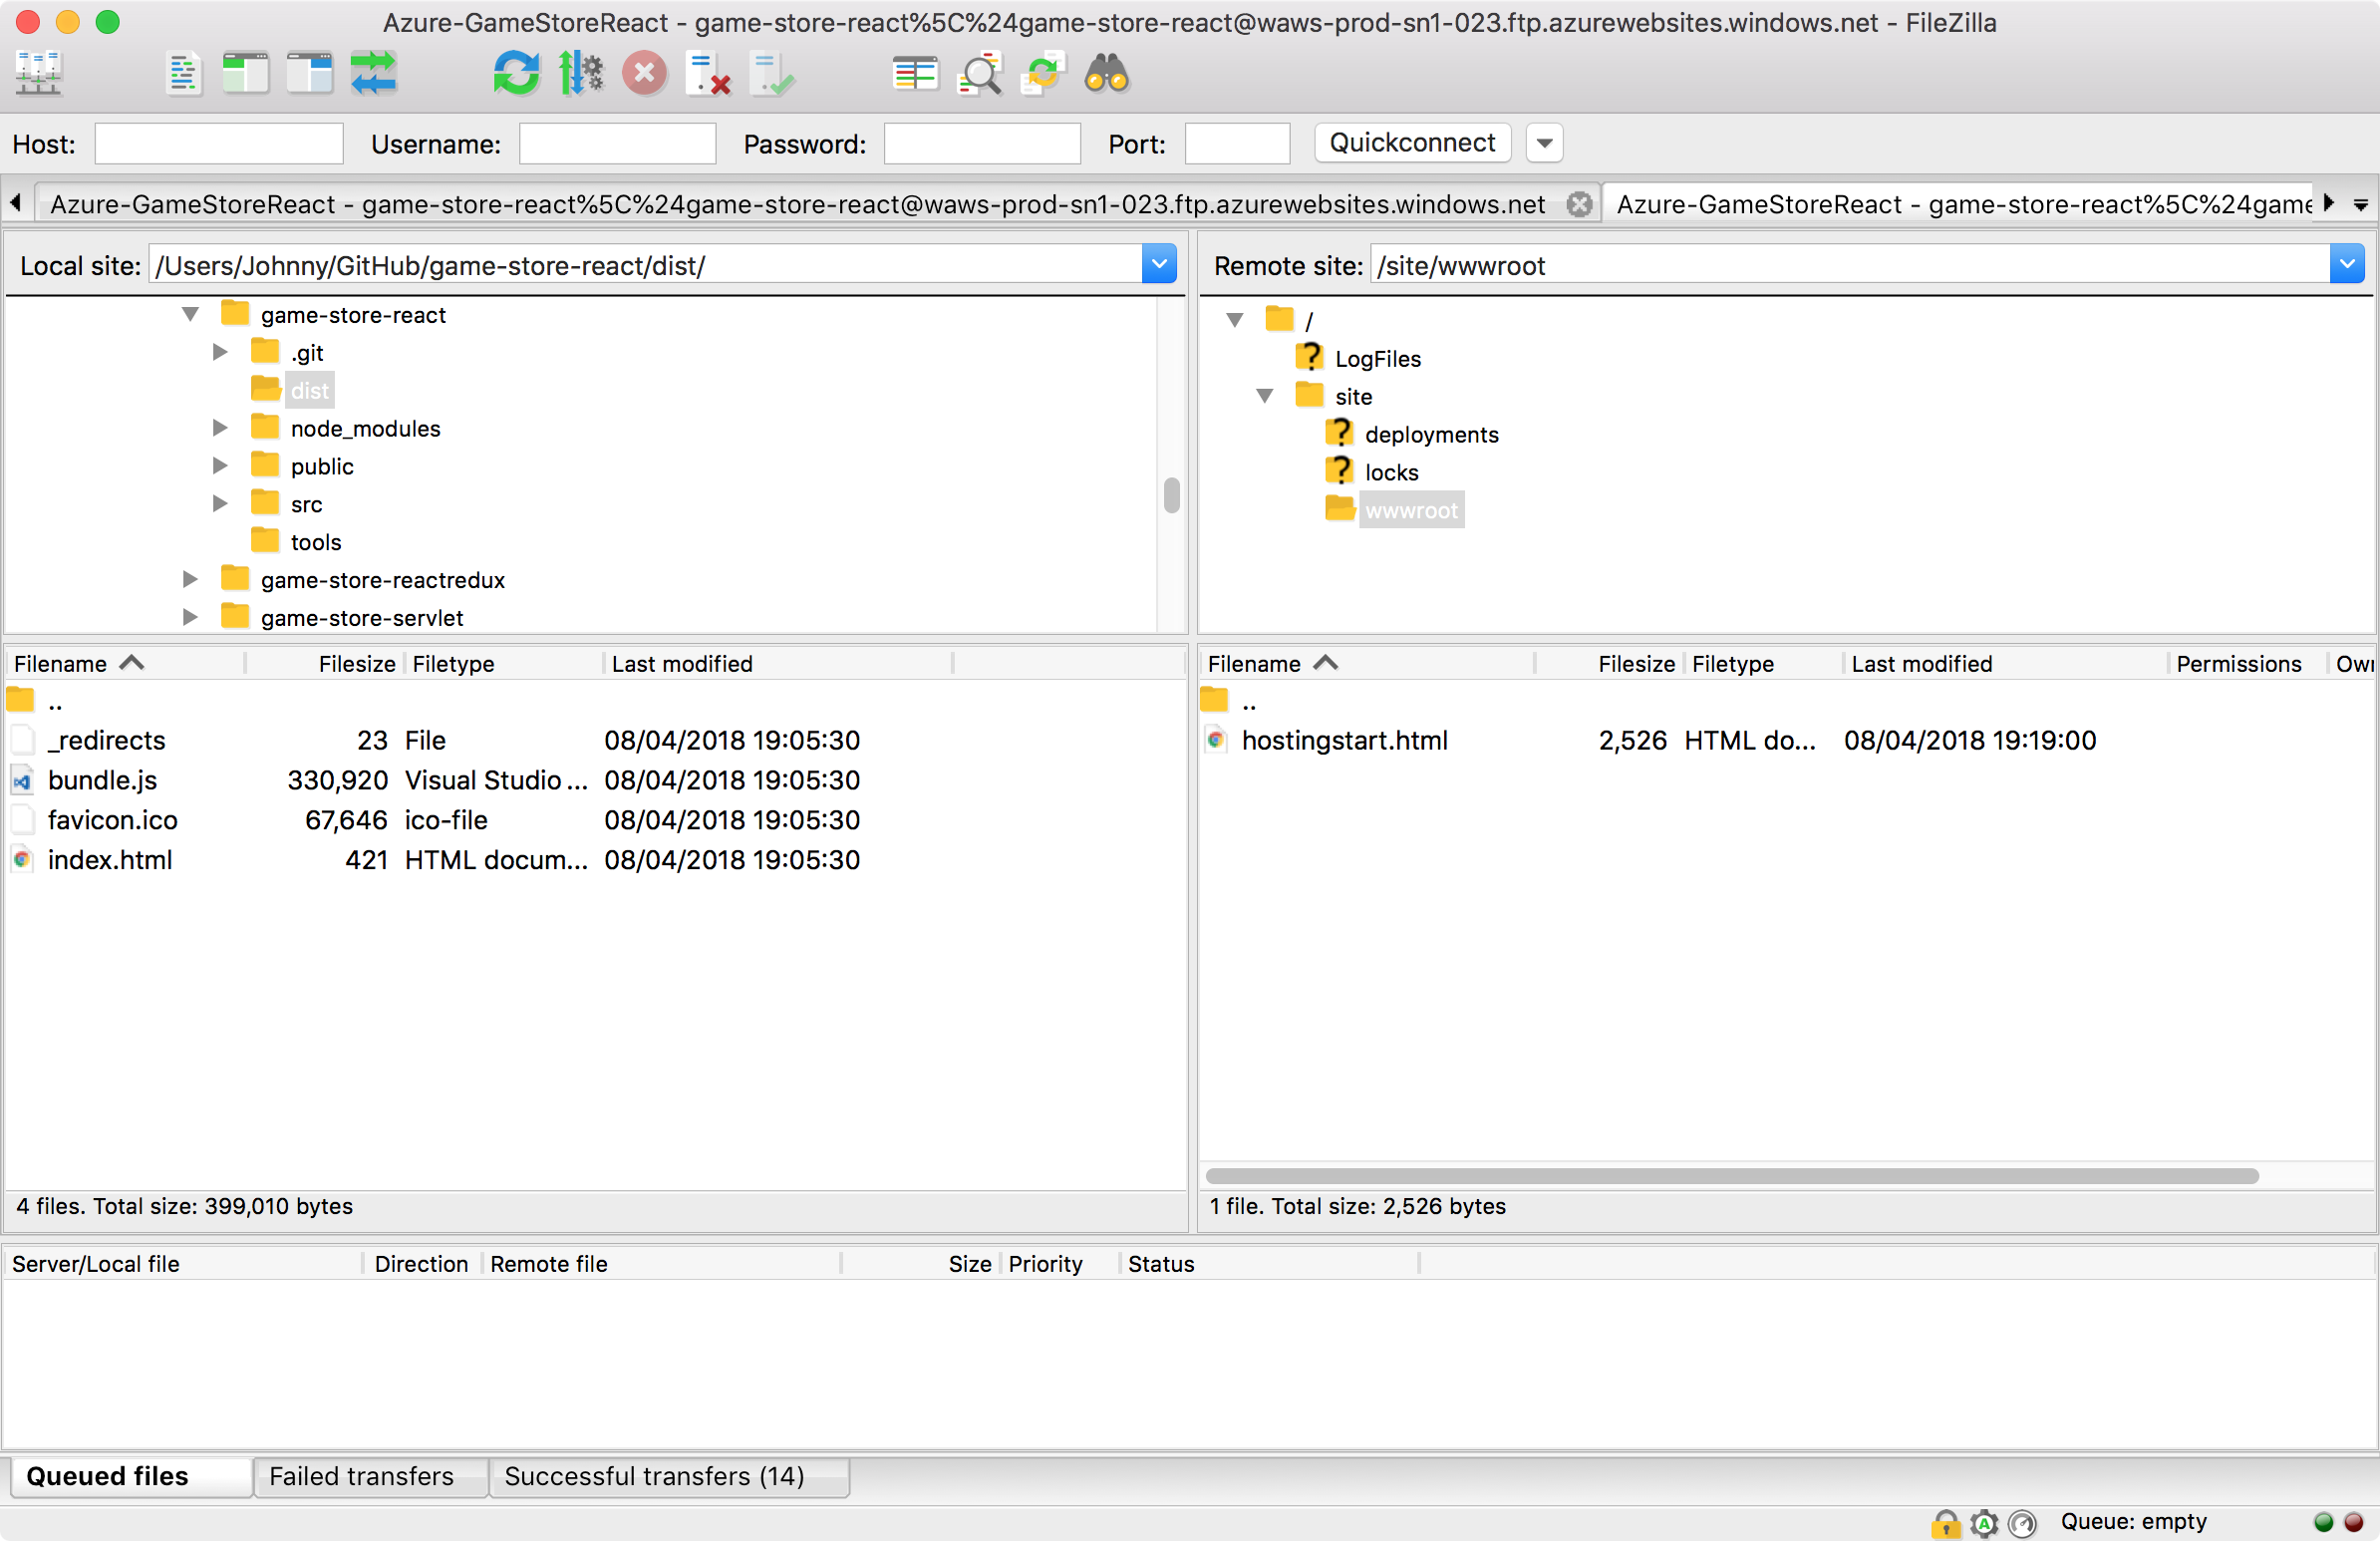 Azure-GameStoreReact - game-store-react%5C%24game-store-react@waws-prod-sn1-023.ftp.azurewebsites.windows.net - FileZilla
Host: Username: Password: Port: Quickconnect
Azure-GameStoreReact - game-store-react%5C%24game-store-react@waws-prod-sn1-023.ftp.azurewebsites.windows.net
Azure-GameStoreReact - game-store-react%5C%24game
Local site: /Users/Johnny/GitHub/game-store-react/dist/
game-store-react
.git
dist
node_modules
public
src
tools
game-store-reactredux
game-store-servlet
Remote site: /site/wwwroot
/
LogFiles
site
deployments
locks
wwwroot
Filename Filesize Filetype Last modified
..
_redirects 23 File 08/04/2018 19:05:30
bundle.js 330,920 Visual Studio ... 08/04/2018 19:05:30
favicon.ico 67,646 ico-file 08/04/2018 19:05:30
index.html 421 HTML docum... 08/04/2018 19:05:30
4 files. Total size: 399,010 bytes
Filename Filesize Filetype Last modified Permissions
..
hostingstart.html 2,526 HTML do... 08/04/2018 19:19:00
1 file. Total size: 2,526 bytes
Server/Local file Direction Remote file Size Priority Status
Queued files Failed transfers Successful transfers (14)
Queue: empty